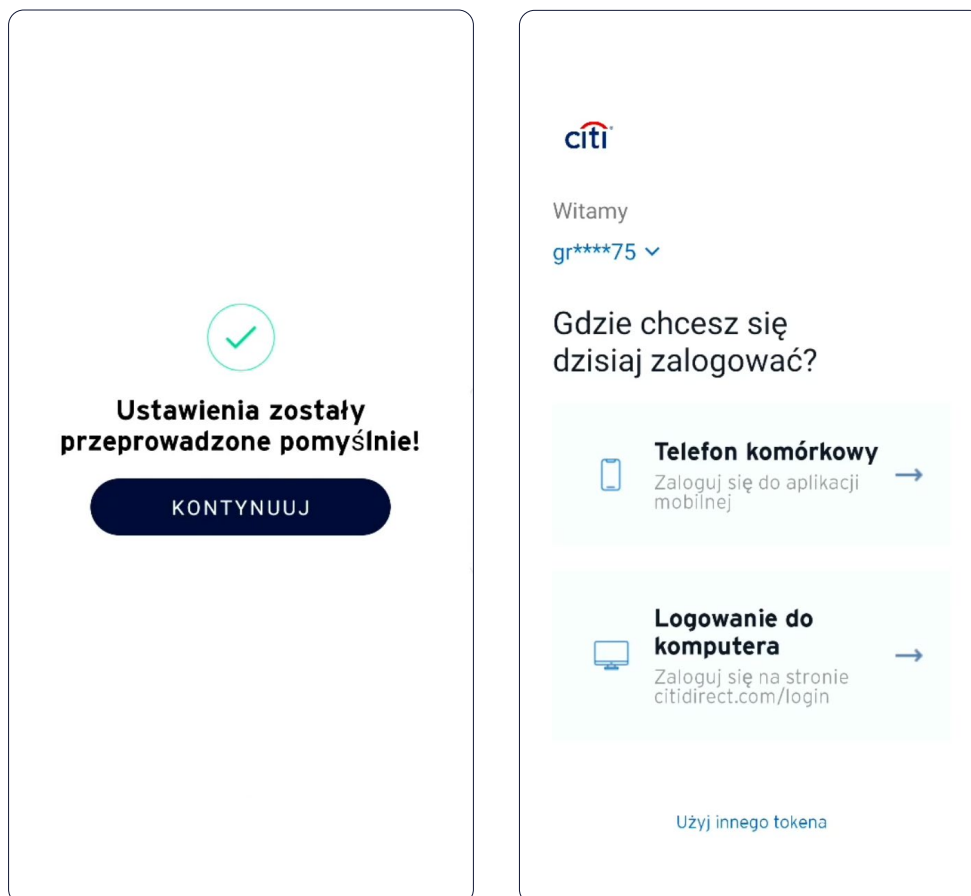 Ustawienia zostały
przeprowadzone pomyślnie!
KONTYNUUJ
citi
Witamy
gr****75
Gdzie chcesz się
dzisiaj zalogować?
Telefon komórkowy
Zaloguj się do aplikacji
mobilnej
Logowanie do
komputera
Zaloguj się na stronie
citidirect.com/login
Użyj innego tokena